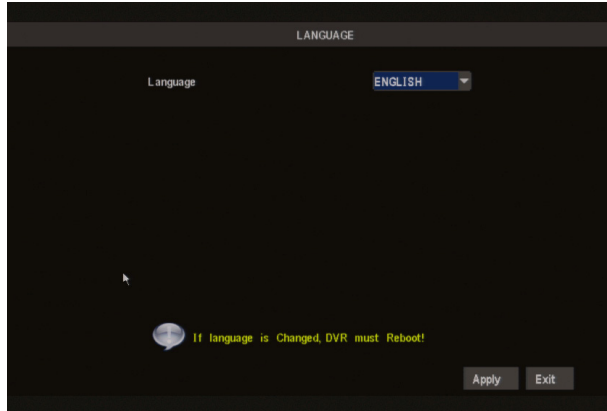 LANGUAGE
Language ENGLISH
If language is Changed, DVR must Reboot!
Apply Exit